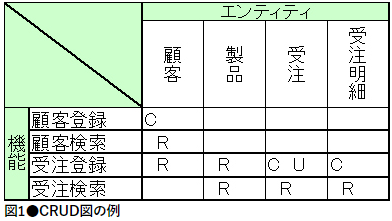 エンティティ
顧客 製品 受注 受注明細
機能
顧客登録 C
顧客検索 R
受注登録 R R C U C
受注検索 R R R
図1●CRUD図の例